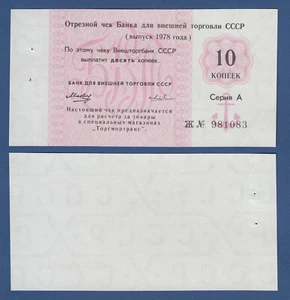 Отрезной чек Банка для внешней торговли СССР
(выпуск 1978 года)
По этому чеку Внешторгбанк СССР
выплатит десять копеек.
10
КОПЕЕК
БАНК ДЛЯ ВНЕШНЕЙ ТОРГОВЛИ СССР
Серия А
Настоящий чек предназначается
для расчета за товары
в специальных магазинах
"Торгмортранс".
Ж № 981083